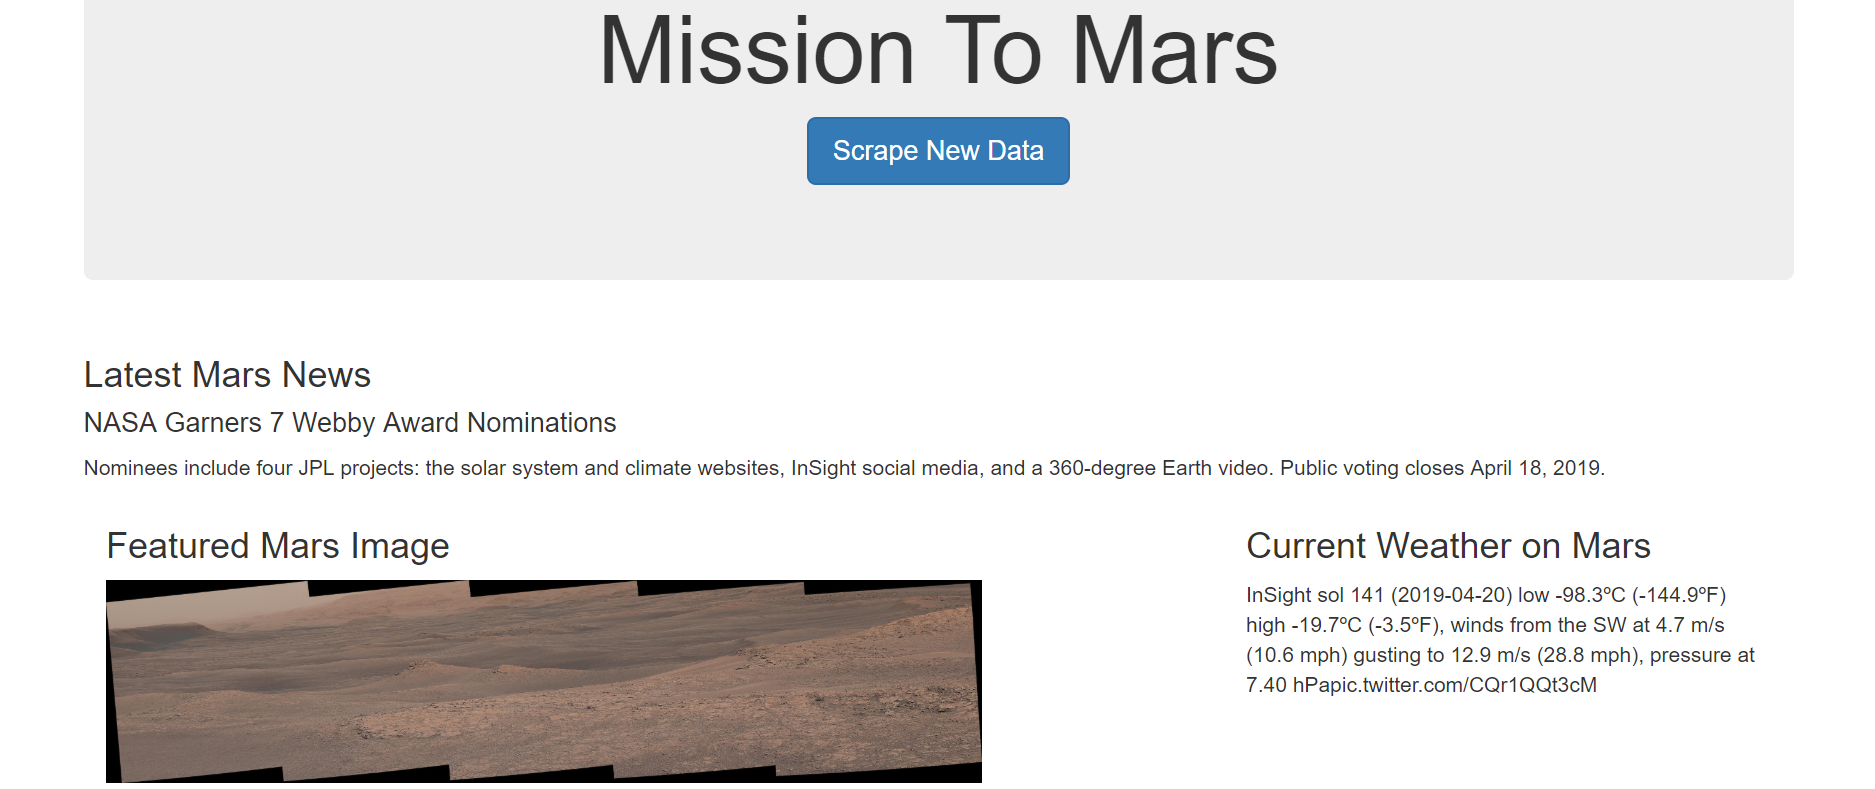 Mission To Mars
Scrape New Data
Latest Mars News
NASA Garners 7 Webby Award Nominations
Nominees include four JPL projects: the solar system and climate websites, InSight social media, and a 360-degree Earth video. Public voting closes April 18, 2019.
Featured Mars Image
Current Weather on Mars
InSight sol 141 (2019-04-20) low -98.3ºC (-144.9ºF)
high -19.7ºC (-3.5ºF), winds from the SW at 4.7 m/s
(10.6 mph) gusting to 12.9 m/s (28.8 mph), pressure at
7.40 hPapic.twitter.com/CQr1QQt3cM